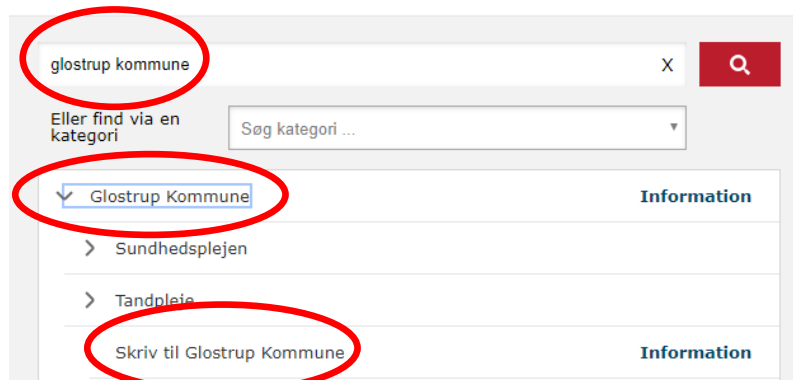 glostrup kommune X
Eller find via en
kategori
Søg kategori ...
Glostrup Kommune Information
Sundhedsplejen
Tandpleje
Skriv til Glostrup Kommune Information